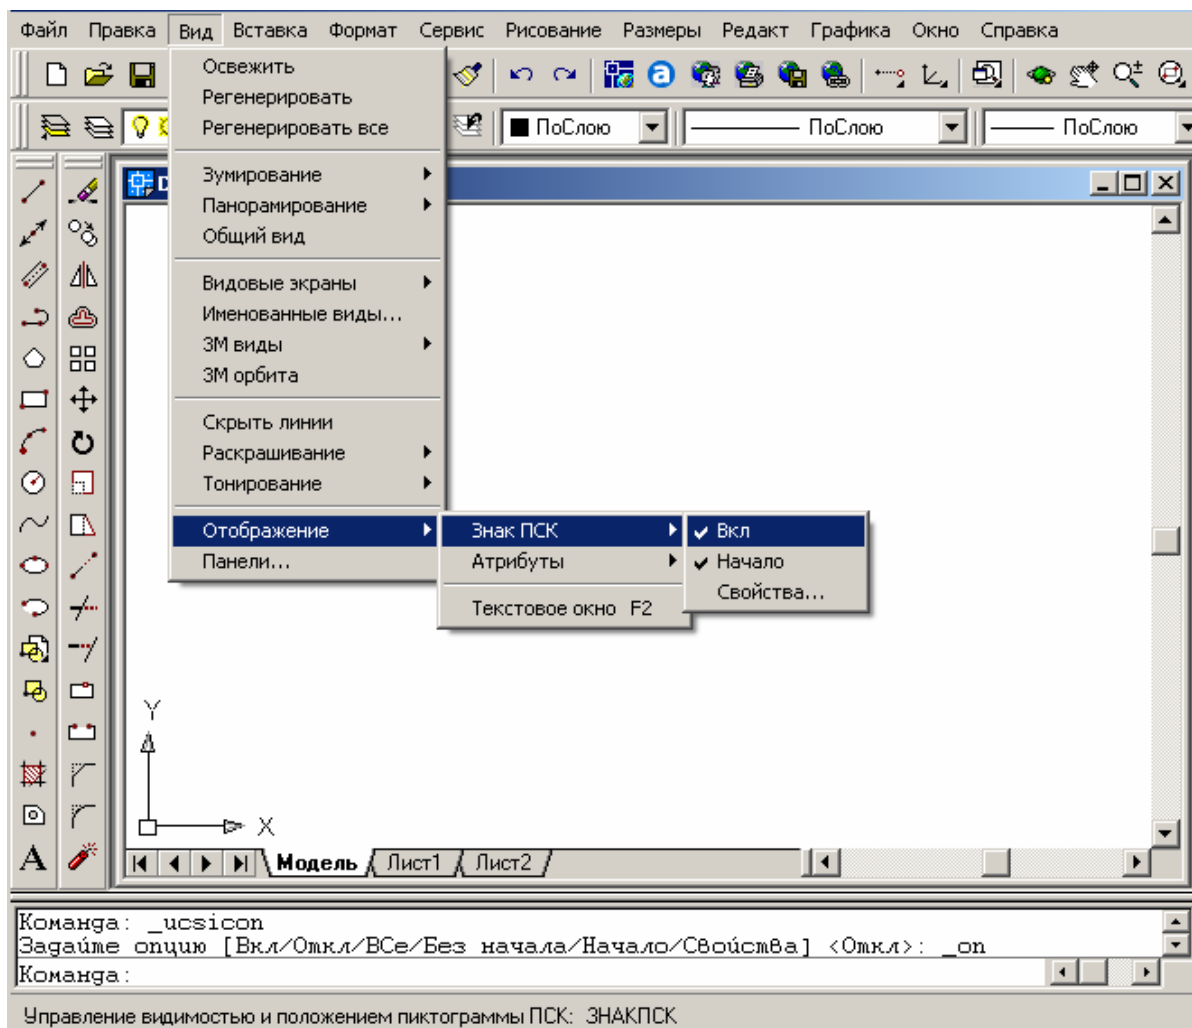 Файл Правка Вид Вставка Формат Сервис Рисование Размеры Редакт Графика Окно Справка
ПоСлою ПоСлою ПоСлою
D
Освежить
Регенерировать
Регенерировать все
Зумирование
Панорамирование
Общий вид
Видовые экраны
Именованные виды...
3М виды
3М орбита
Скрыть линии
Раскрашивание
Тонирование
Отображение
Панели...
Знак ПСК
Атрибуты
Текстовое окно F2
Вкл
Начало
Свойства...
Y
X
A
Модель Лист1 Лист2
Команда: _ucsicon
Задайте опцию [Вкл/Откл/ВСе/Без начала/Начало/Свойства] <Откл>: _on
Команда:
Управление видимостью и положением пиктограммы ПСК: ЗНАКПСК